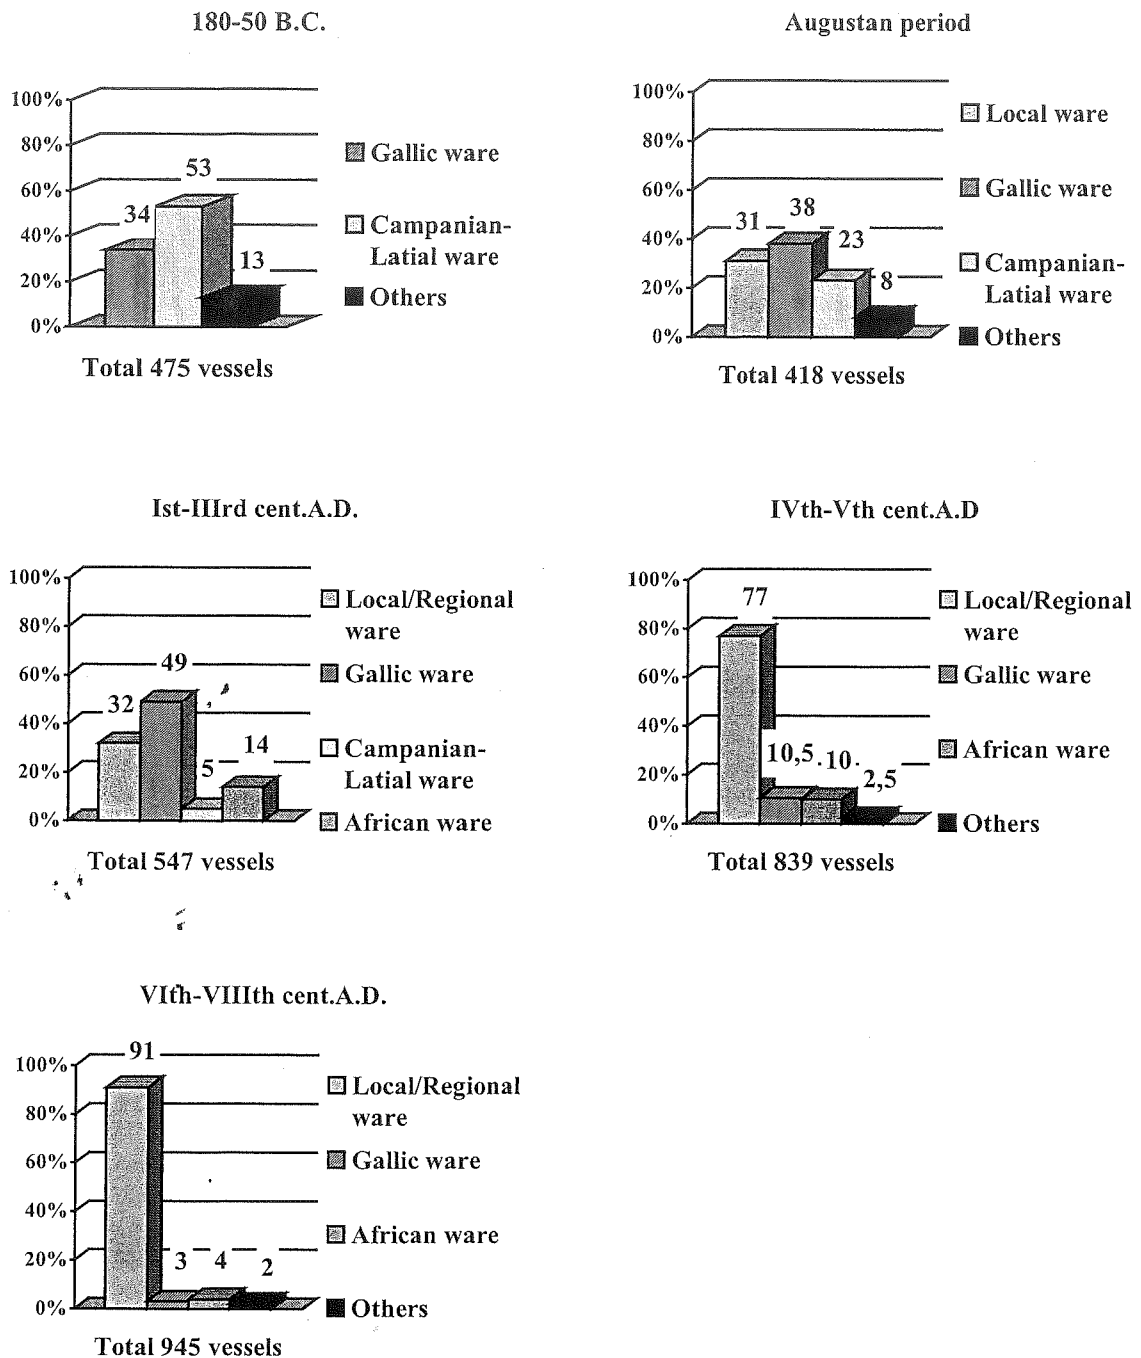 180-50 B.C.
100%
80%
60%
40%
20%
0%
34
53
13
Gallic ware
Campanian-
Latial ware
Others
Total 475 vessels
Augustan period
100%
80%
60%
40%
20%
0%
31
38
23
8
Local ware
Gallic ware
Campanian-
Latial ware
Others
Total 418 vessels
Ist-IIIrd cent.A.D.
100%
80%
60%
40%
20%
0%
32
49
5
14
Local/Regional
ware
Gallic ware
Campanian-
Latial ware
African ware
Total 547 vessels
IVth-Vth cent.A.D
100%
80%
60%
40%
20%
0%
77
10,5
10
2,5
Local/Regional
ware
Gallic ware
African ware
Others
Total 839 vessels
VIth-VIIIth cent.A.D.
100%
80%
60%
40%
20%
0%
91
3
4
2
Local/Regional
ware
Gallic ware
African ware
Others
Total 945 vessels